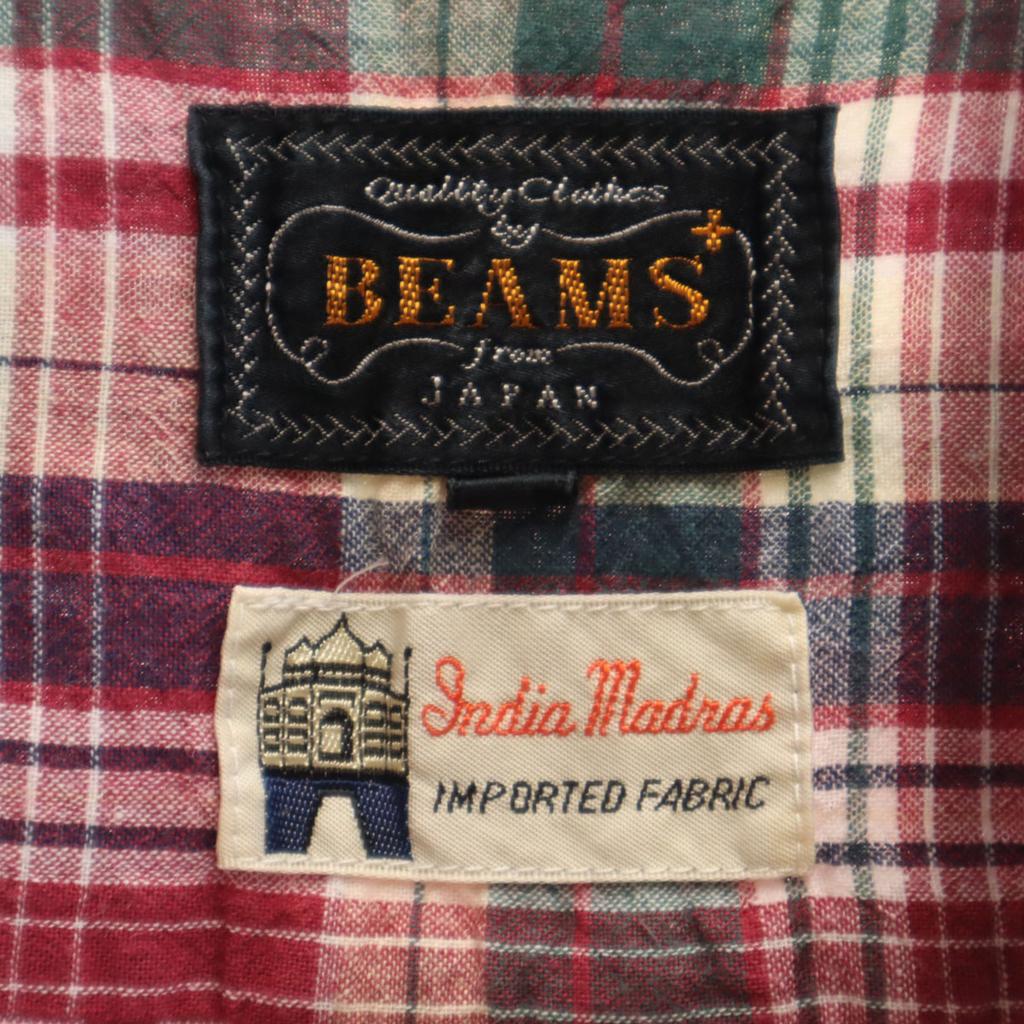 Quality Clothes
by
BEAMS+
from
JAPAN
India Madras
IMPORTED FABRIC